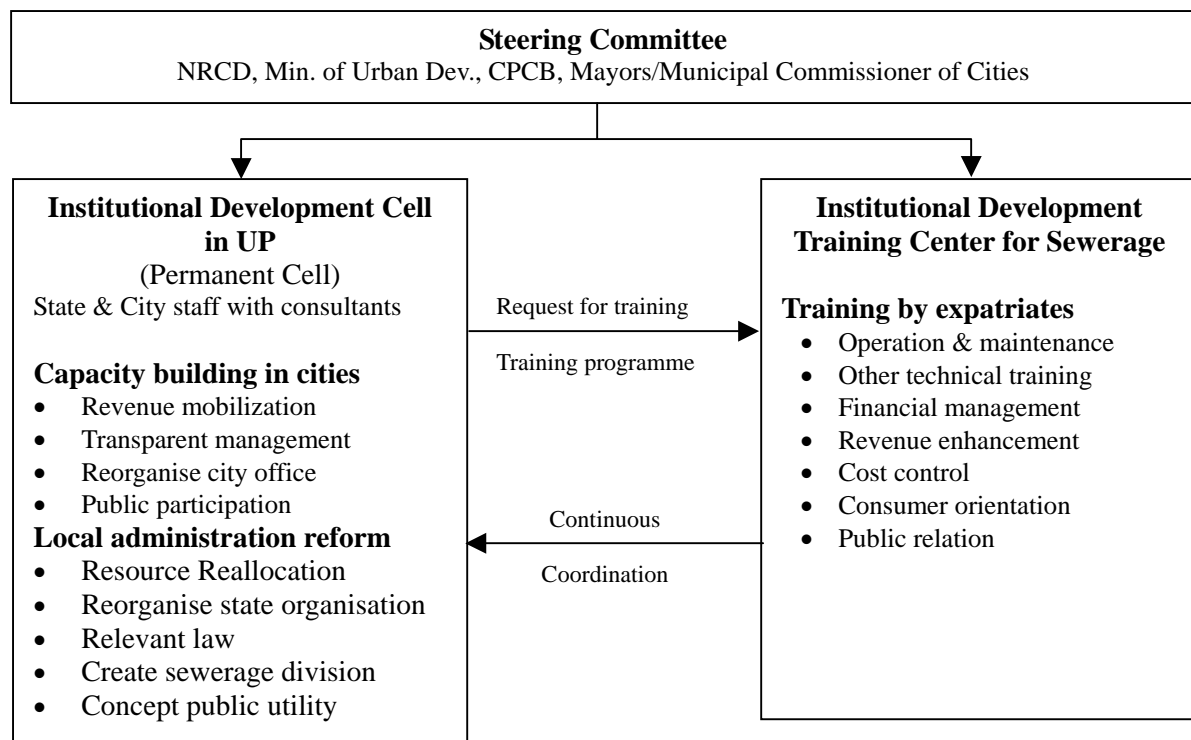 Steering Committee
NRCD, Min. of Urban Dev., CPCB, Mayors/Municipal Commissioner of Cities
Institutional Development Cell
in UP
(Permanent Cell)
State & City staff with consultants
Capacity building in cities
• Revenue mobilization
• Transparent management
• Reorganise city office
• Public participation
Local administration reform
• Resource Reallocation
• Reorganise state organisation
• Relevant law
• Create sewerage division
• Concept public utility
Request for training
Training programme
Continuous
Coordination
Institutional Development
Training Center for Sewerage
Training by expatriates
• Operation & maintenance
• Other technical training
• Financial management
• Revenue enhancement
• Cost control
• Consumer orientation
• Public relation